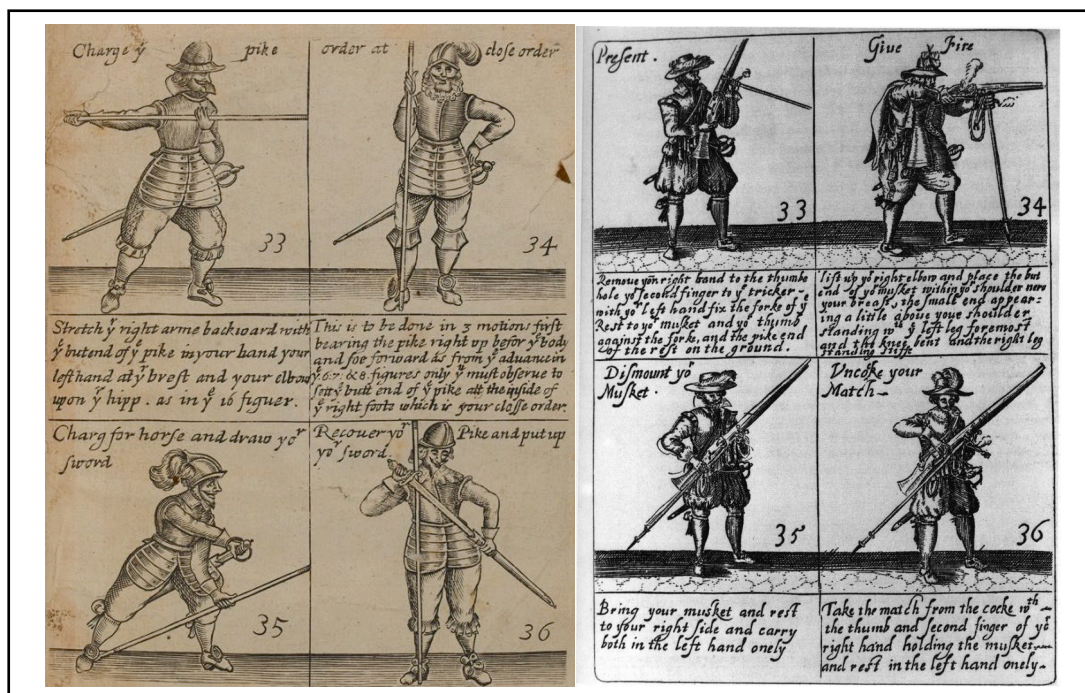 Charge yͤ pike
33
Stretch yͤ right arme backward with
yͤ but end of yͤ pike in your hand your
left hand at yͤ brest and your elbow
upon yͤ hipp. as in yͤ 16 figuer.
order at close order
34
This is to be done in 3 motions first
bearing the pike right up befor yͤ body
and soe forward as from yͤ advance in
yͤ 6:7: & 8. figures only yͤ must observe to
sett yͤ butt end of yͤ pike att the inside of
yͤ right foote which is your closse order.
Charg for horse and draw yoʳ
sword
35
Recouer yoʳ Pike and put up
yoʳ sword.
36
Present.
33
Remove yoʳ right hand to the thumbe
hole yoʳ second finger to yͤ tricker
with yoʳ left hand fix the forke of yͤ
Rest to yoʳ musket and yoʳ thumb
against the forke, and the pike end
of the rest on the ground.
Giue Fire
34
lift up yoʳ right elbow and place the but
end of yoʳ musket within yoʳ shoulder nere
your breast, the small end appear=
ing a litile above youe shoulder
standing wᵗʰ yͤ left leg foremost
and the knee bent and the right leg
standing stiff
Dismount yoʳ
Musket.
35
Bring your musket and rest
to your right side and carry
both in the left hand onely
Vncoke your
Match-
36
Take the match from the cocke wᵗʰ
the thumb and second finger of yoʳ
right hand holding the musket
and rest in the left hand onely-